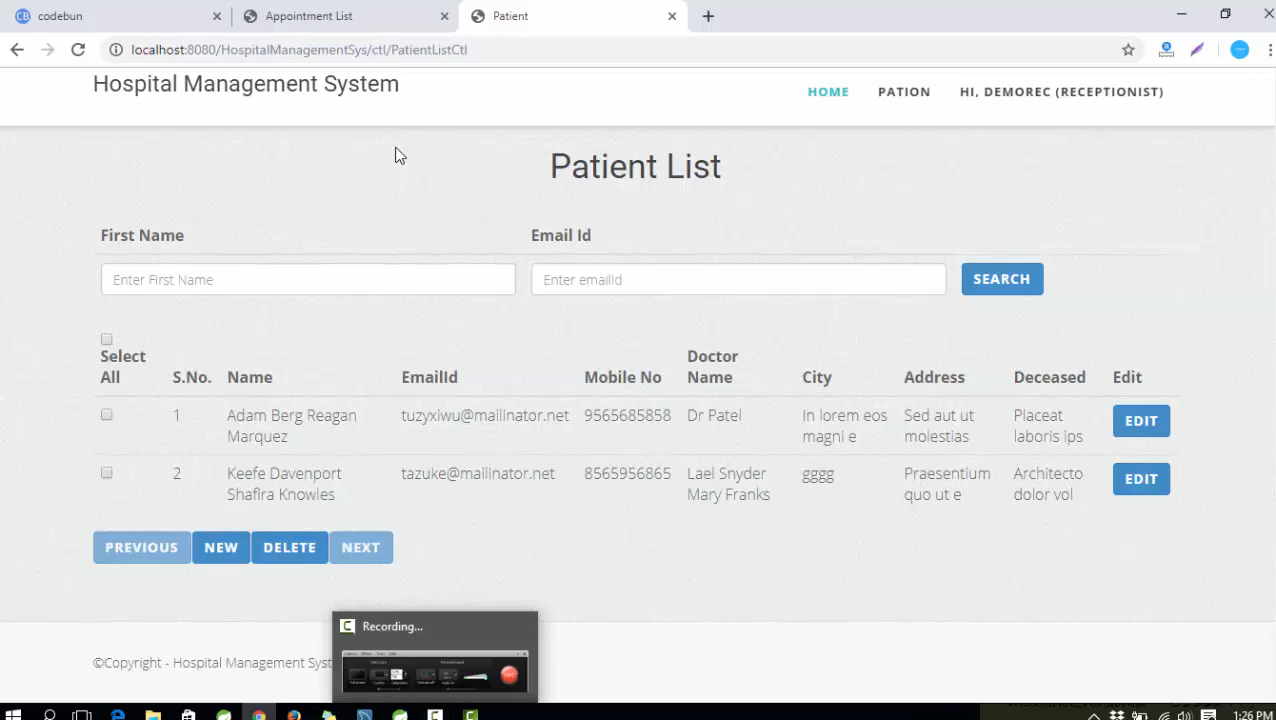 codebun
Appointment List
Patient
localhost:8080/HospitalManagementSys/ctl/PatientListCtl
Hospital Management System
HOME
PATION
HI, DEMOREC (RECEPTIONIST)
Patient List
First Name
Email Id
Enter First Name
Enter emailId
SEARCH
Select All
S.No.
Name
EmailId
Mobile No
Doctor Name
City
Address
Deceased
Edit
1
Adam Berg Reagan
Marquez
tuzyxiwu@mailinator.net
9565685858
Dr Patel
In lorem eos
magni e
Sed aut ut
molestias
Placeat
laboris ips
EDIT
2
Keefe Davenport
Shafira Knowles
tazuke@mailinator.net
8565956865
Lael Snyder
Mary Franks
gggg
Praesentium
quo ut e
Architecto
dolor vol
EDIT
PREVIOUS
NEW
DELETE
NEXT
Recording...
©Copyright - Hospital Management Syst
1:26 PM